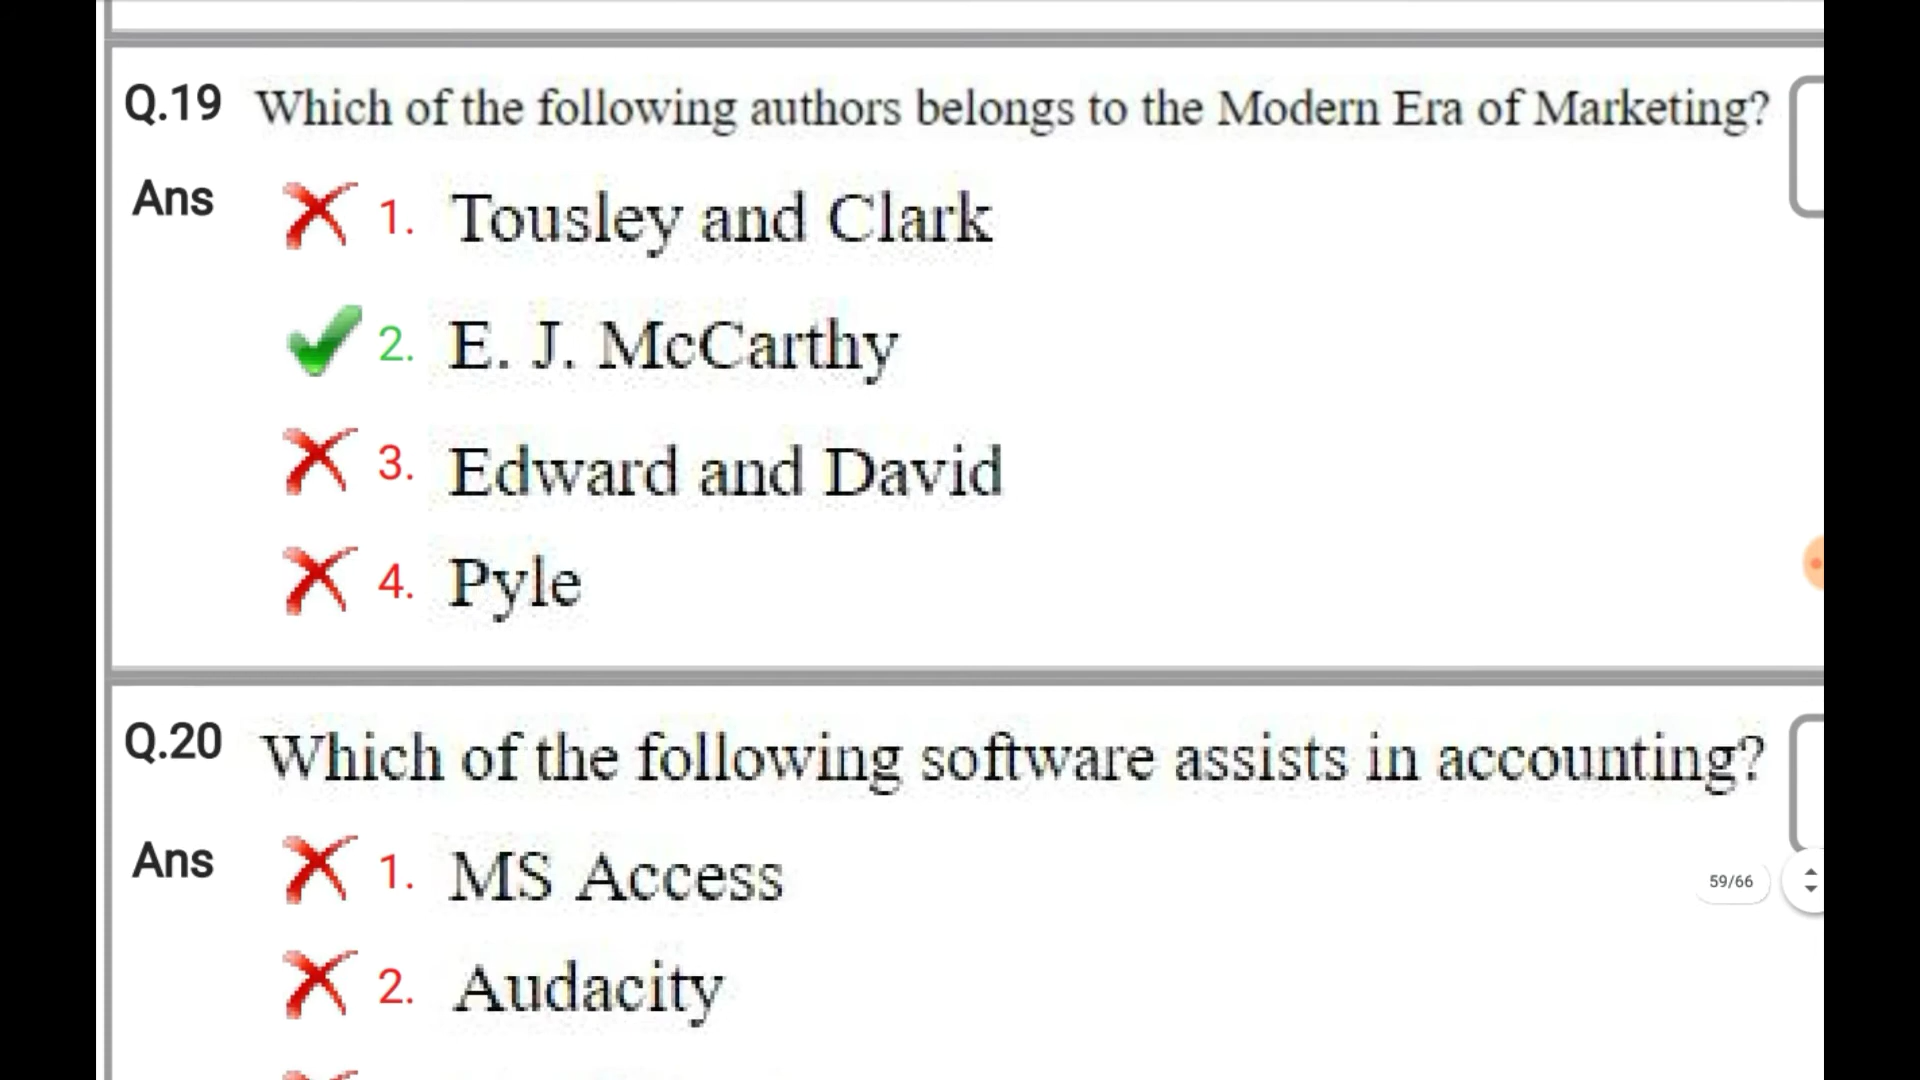 Q.19 Which of the following authors belongs to the Modern Era of Marketing?
Ans 1. Tousley and Clark
2. E. J. McCarthy
3. Edward and David
4. Pyle
Q.20 Which of the following software assists in accounting?
Ans 1. MS Access
59/66
2. Audacity